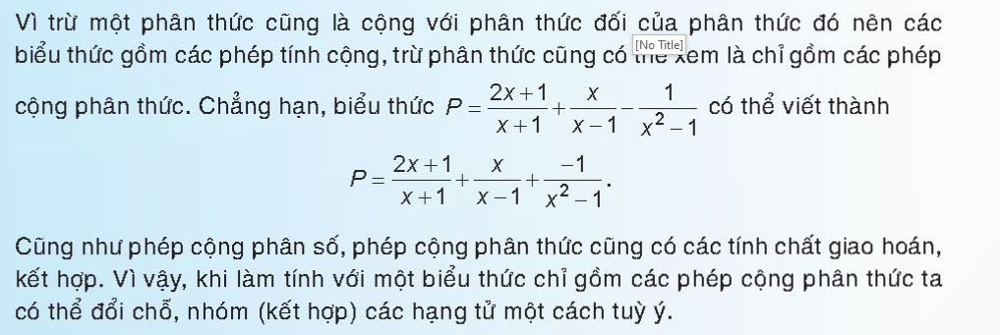 Vì trừ một phân thức cũng là cộng với phân thức đối của phân thức đó nên các
biểu thức gồm các phép tính cộng, trừ phân thức cũng có thể xem là chỉ gồm các phép
[No Title]
cộng phân thức. Chẳng hạn, biểu thức P = \frac{2x+1}{x+1} + \frac{x}{x-1} - \frac{1}{x^2-1} có thể viết thành
P = \frac{2x+1}{x+1} + \frac{x}{x-1} + \frac{-1}{x^2-1}.
Cũng như phép cộng phân số, phép cộng phân thức cũng có các tính chất giao hoán,
kết hợp. Vì vậy, khi làm tính với một biểu thức chỉ gồm các phép cộng phân thức ta
có thể đổi chỗ, nhóm (kết hợp) các hạng tử một cách tuỳ ý.